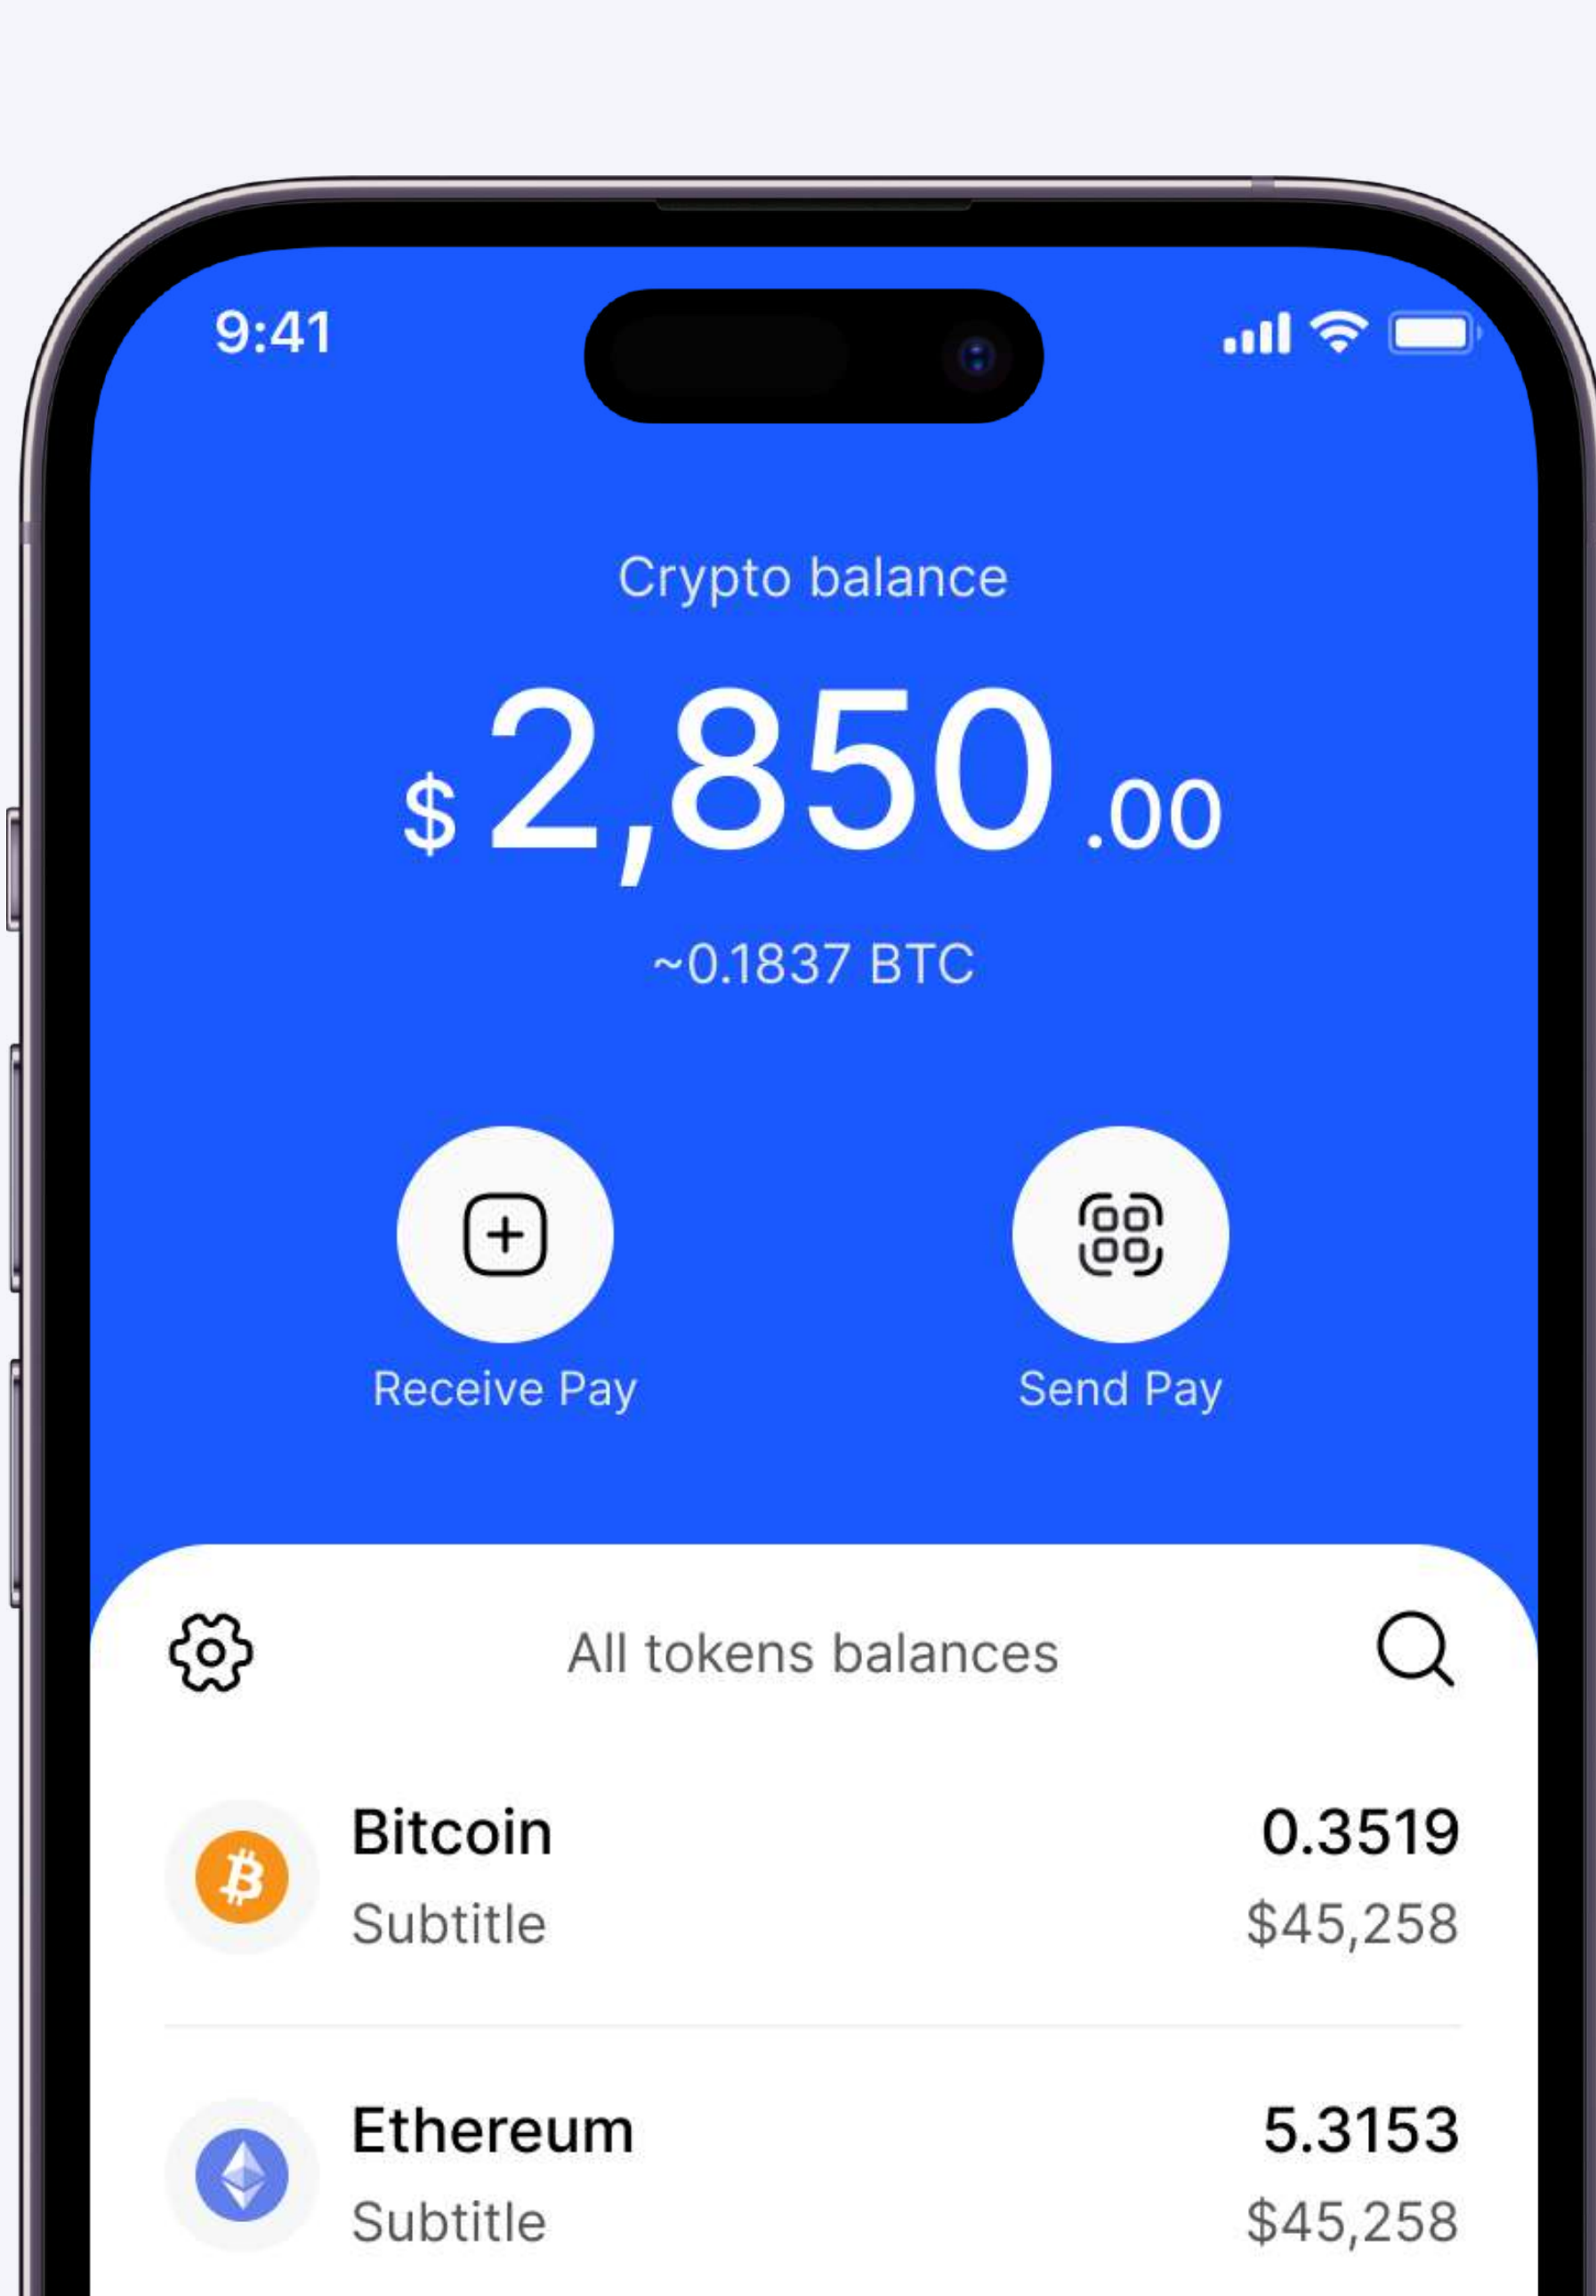 9:41
Crypto balance
$2,850.00
~0.1837 BTC
Receive Pay
Send Pay
All tokens balances
Bitcoin
0.3519
Subtitle
$45,258
Ethereum
5.3153
Subtitle
$45,258